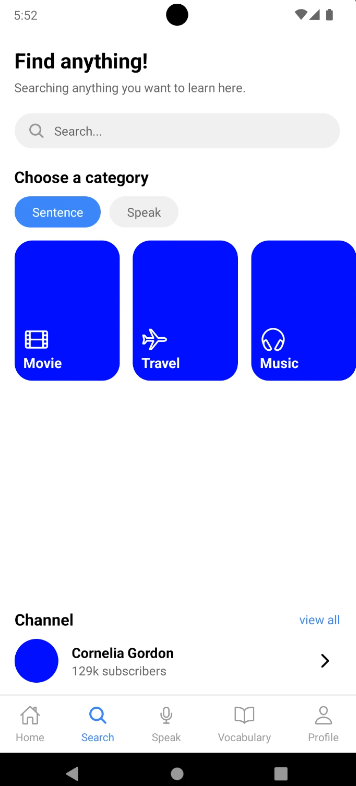 5:52
Find anything!
Searching anything you want to learn here.
Search...
Choose a category
Sentence
Speak
Movie
Travel
Music
Channel
view all
Cornelia Gordon
129k subscribers
Home
Search
Speak
Vocabulary
Profile